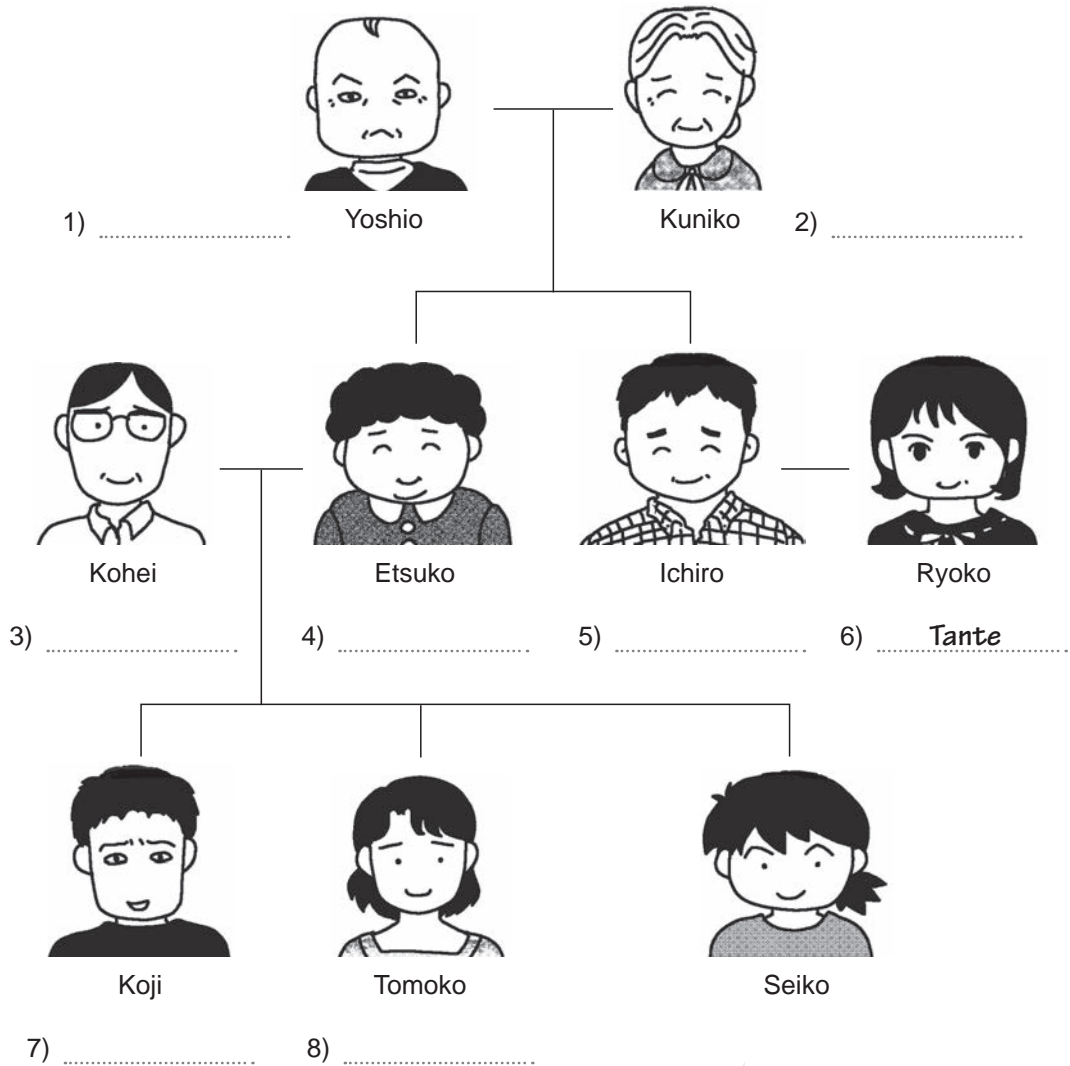 Yoshio
Kuniko
1)
2)
Kohei
Etsuko
Ichiro
Ryoko
3)
4)
5)
6) Tante
Koji
Tomoko
Seiko
7)
8)